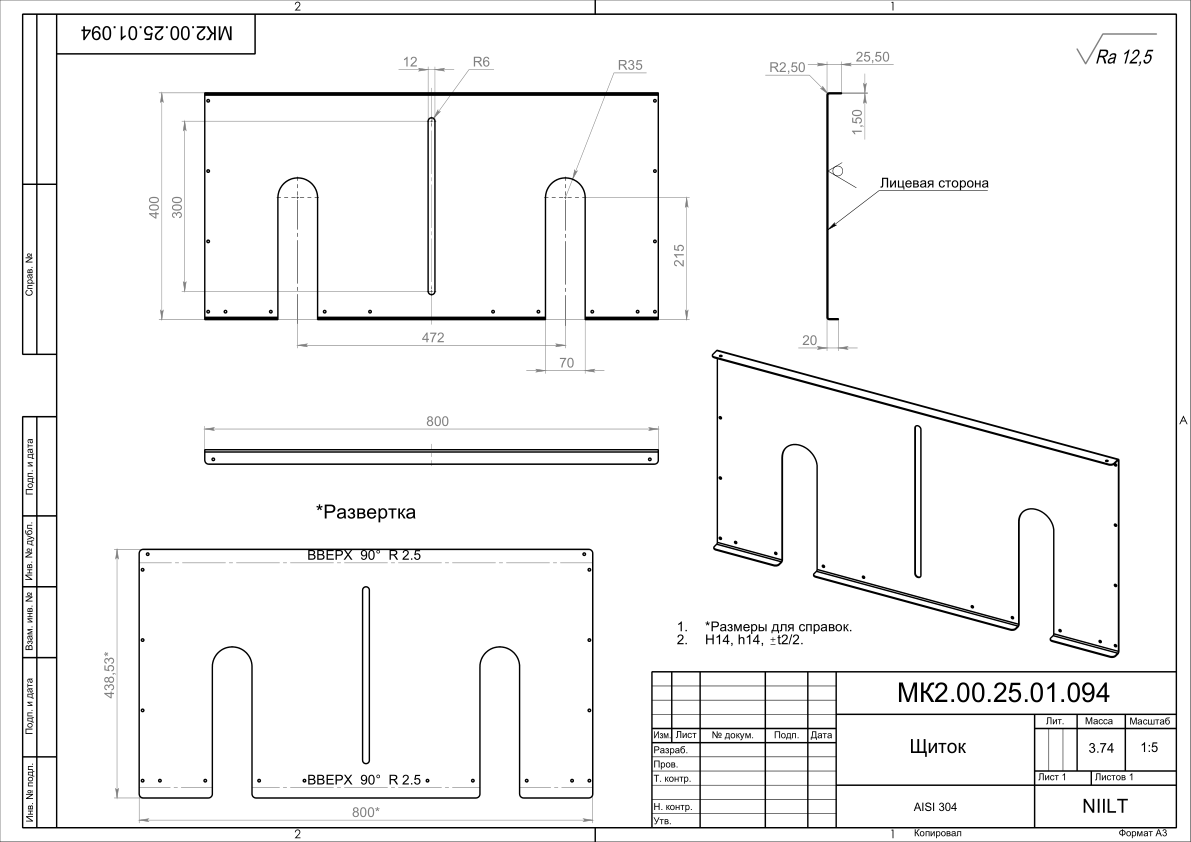 2
1
МК2.00.25.01.094
Ra 12,5
12
R6
R35
400
300
215
472
70
R2,50
25,50
1,50
Лицевая сторона
20
800
*Развертка
ВВЕРХ 90° R 2.5
438,53*
ВВЕРХ 90° R 2.5
800*
A
1. *Размеры для справок.
2. H14, h14, ±t2/2.
Справ. №
Подп. и дата
Инв. № дубл.
Взам. инв. №
Подп. и дата
Инв. № подл.
МК2.00.25.01.094
Изм. Лист № докум. Подп. Дата
Разраб.
Пров.
Т. контр.
Н. контр.
Утв.
Щиток
Лит. Масса Масштаб
3.74 1:5
Лист 1 Листов 1
AISI 304
NIILT
2
1
Копировал
Формат А3